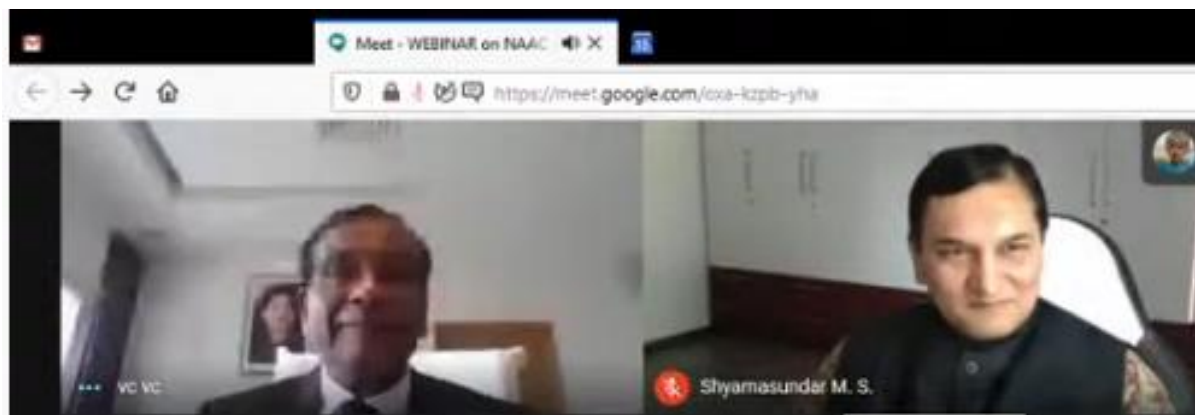 Meet - WEBINAR on NAAC
https://meet.google.com/oxa-kzpb-yha
VC VC
Shyamasundar M. S.